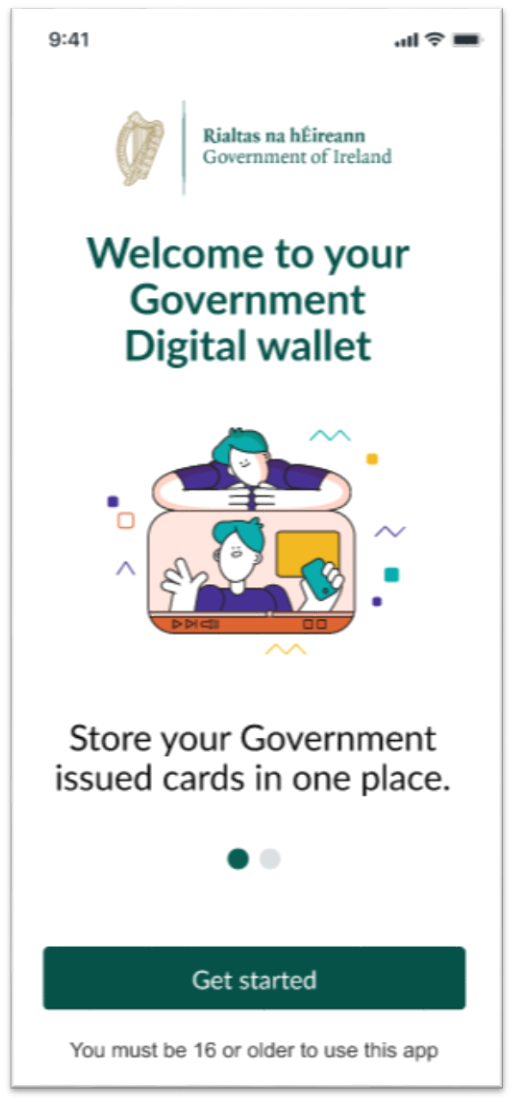 9:41
Rialtas na hÉireann
Government of Ireland
Welcome to your
Government
Digital wallet
Store your Government
issued cards in one place.
Get started
You must be 16 or older to use this app